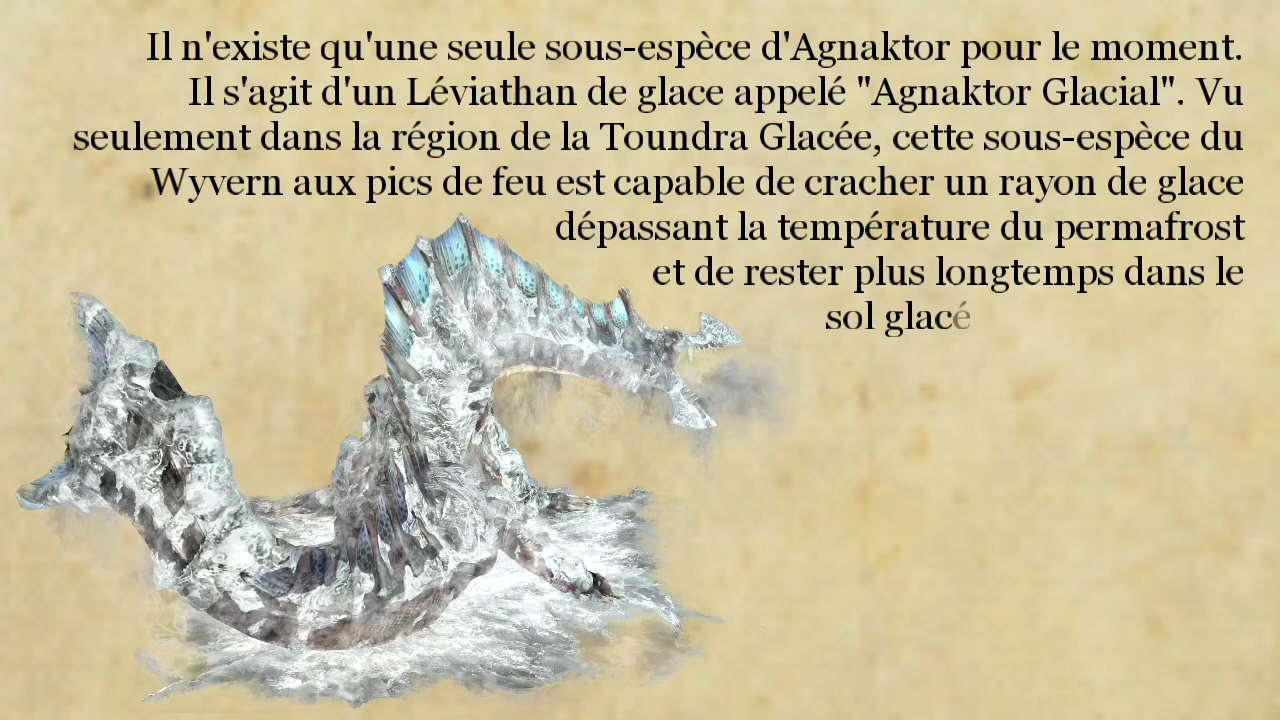 Il n'existe qu'une seule sous-espèce d'Agnaktor pour le moment.
Il s'agit d'un Léviathan de glace appelé "Agnaktor Glacial". Vu
seulement dans la région de la Toundra Glacée, cette sous-espèce du
Wyvern aux pics de feu est capable de cracher un rayon de glace
dépassant la température du permafrost
et de rester plus longtemps dans le
sol glacé